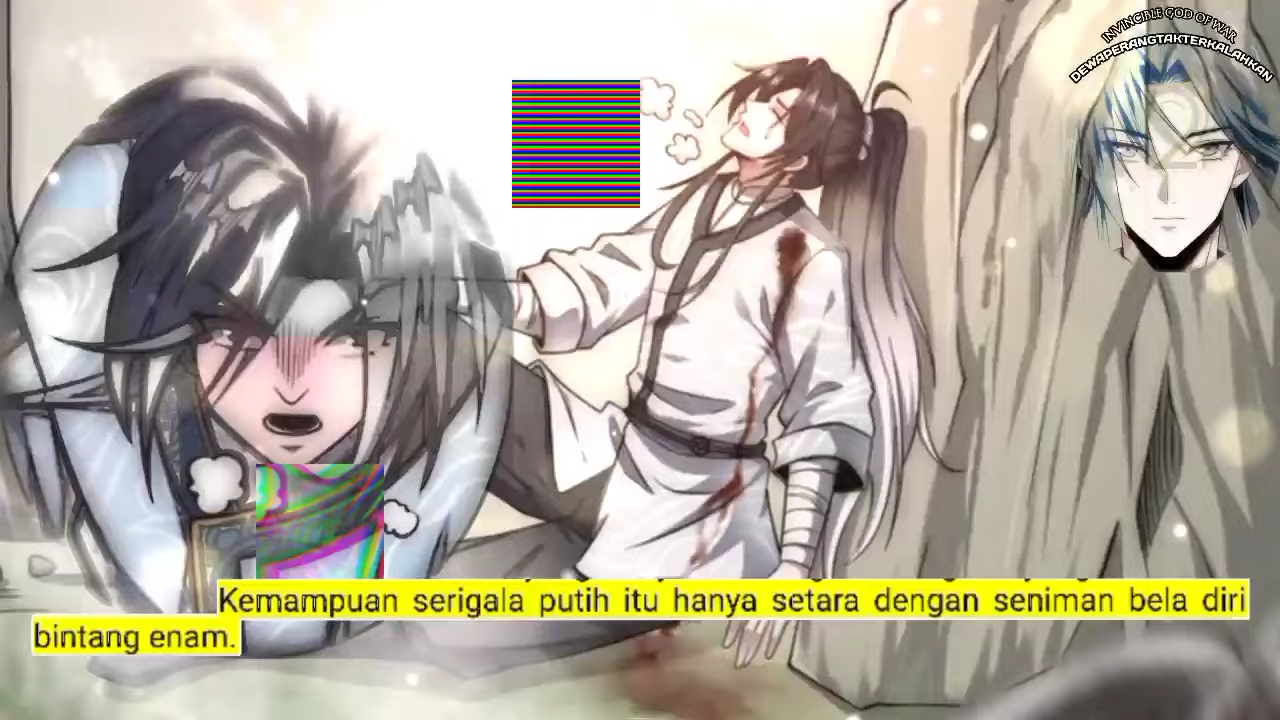 INVINCIBLE GOD OF WAR
DEWAPERANGTAKTERKALAHKAN
Kemampuan serigala putih itu hanya setara dengan seniman bela diri
bintang enam.